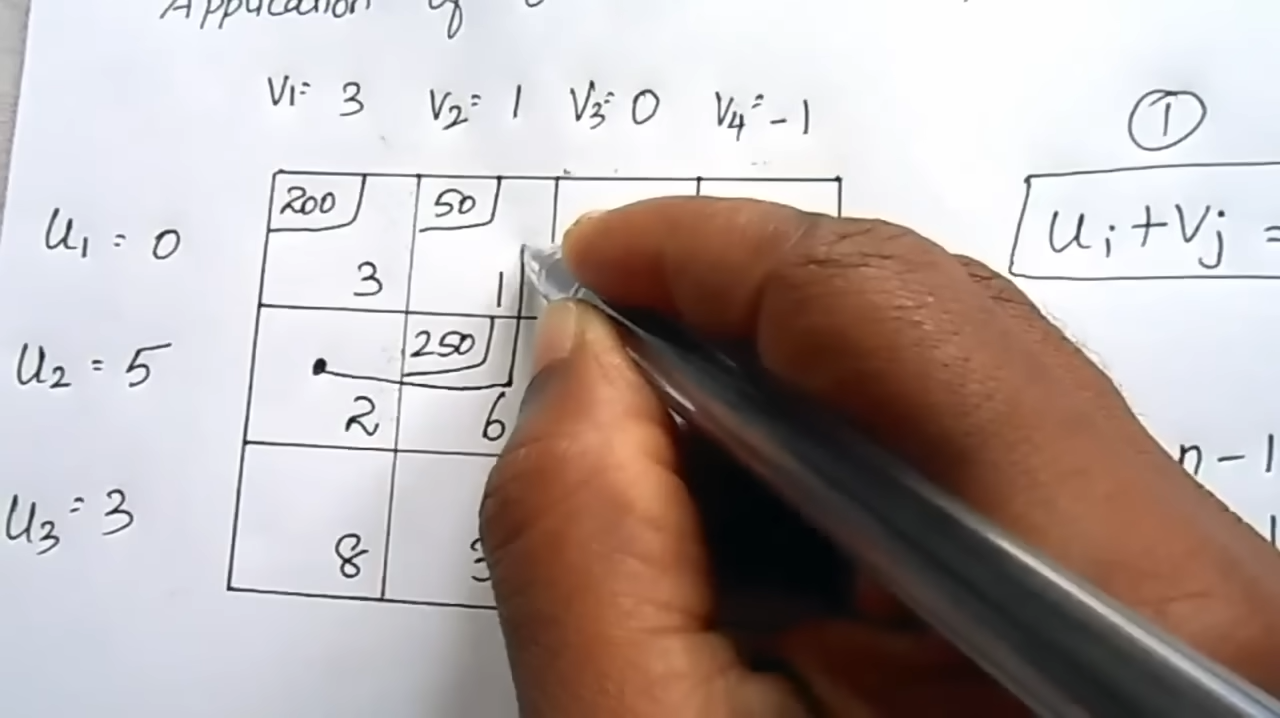 Application of
V1= 3 V2= 1 V3= 0 V4= -1
①
200 50
U1 = 0
Ui+Vj =
3 1
250
U2 = 5
2 6
n-1
U3 = 3
8